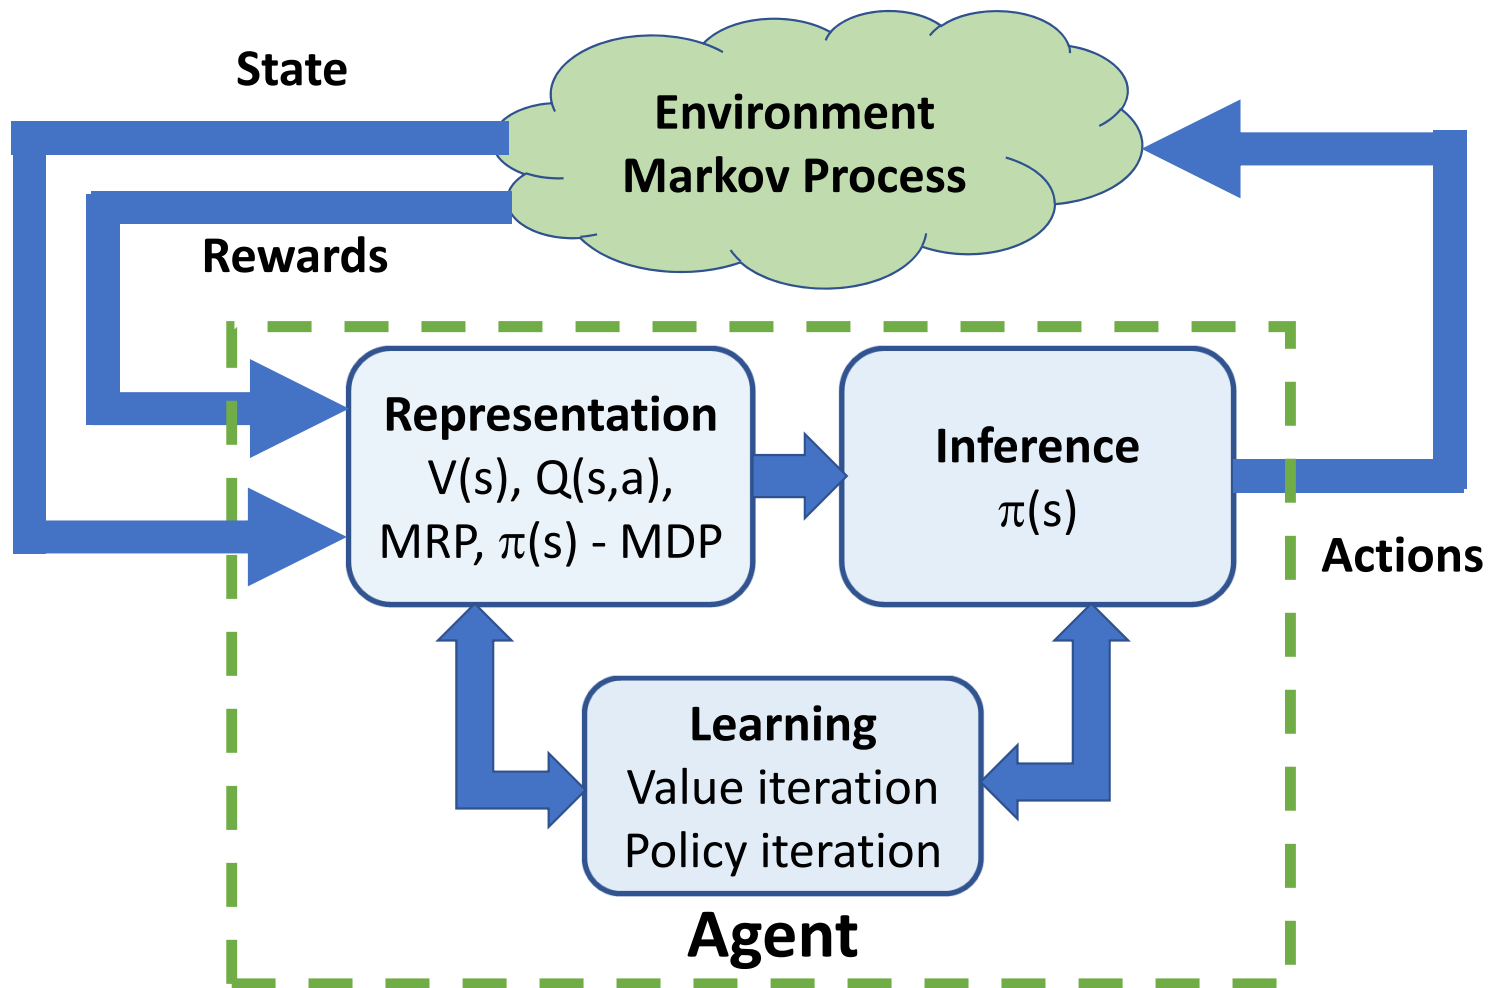 State
Environment
Markov Process
Rewards
Representation
V(s), Q(s,a),
MRP, π(s) - MDP
Inference
π(s)
Actions
Learning
Value iteration
Policy iteration
Agent